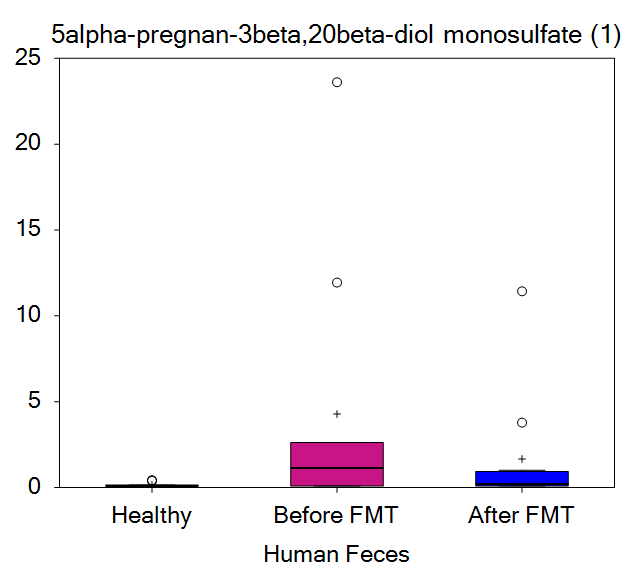 5alpha-pregnan-3beta,20beta-diol monosulfate (1)
25
20
15
10
5
0
Healthy Before FMT After FMT
Human Feces